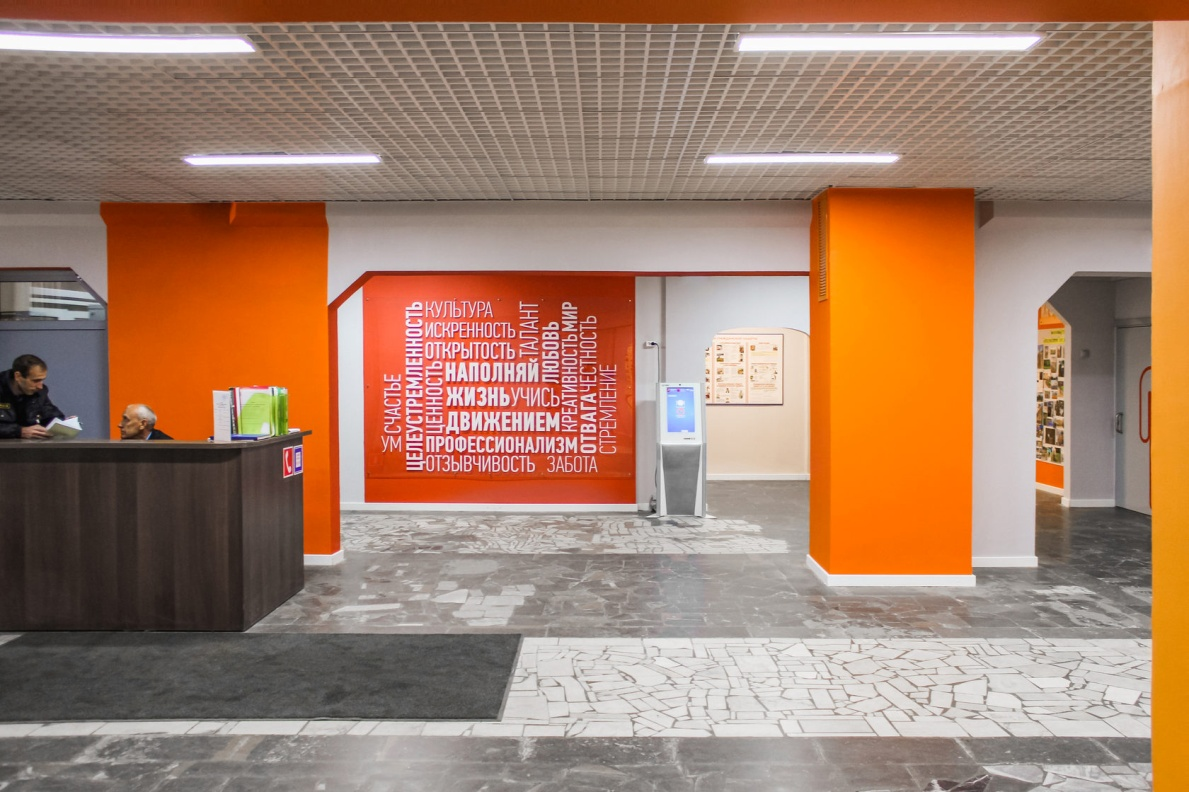 СЧАСТЬЕ
УМ
ЦЕЛЕУСТРЕМЛЕННОСТЬ
КУЛЬТУРА
ИСКРЕННОСТЬ
ОТКРЫТОСТЬ
ЦЕННОСТЬ
НАПОЛНЯЙ
ЖИЗНЬ УЧИСЬ
ДВИЖЕНИЕМ
ПРОФЕССИОНАЛИЗМ
ОТЗЫВЧИВОСТЬ ЗАБОТА
ТАЛАНТ
ЛЮБОВЬ
КРЕАТИВНОСТЬ МИР
ОТВАГА ЧЕСТНОСТЬ
СТРЕМЛЕНИЕ